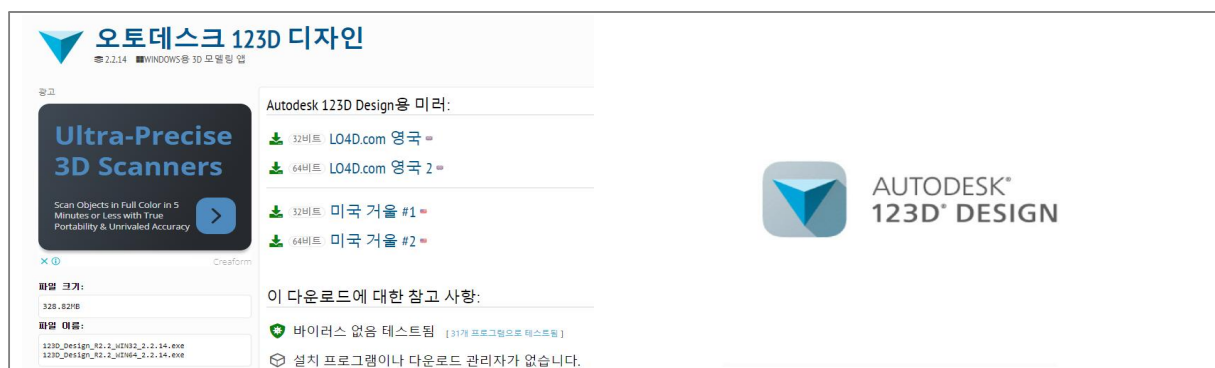 오토데스크 123D 디자인
2.2.14 WINDOWS용 3D 모델링 앱
광고
Ultra-Precise
3D Scanners
Scan Objects in Full Color in 5
Minutes or Less with True
Portability & Unrivaled Accuracy
Creaform
파일 크기:
328.82MB
파일 이름:
123D_Design_R2.2_WIN32_2.2.14.exe
123D_Design_R2.2_WIN64_2.2.14.exe
Autodesk 123D Design용 미러:
32비트 LO4D.com 영국
64비트 LO4D.com 영국 2
32비트 미국 거울 #1
64비트 미국 거울 #2
이 다운로드에 대한 참고 사항:
바이러스 없음 테스트됨 [ 31개 프로그램으로 테스트됨 ]
설치 프로그램이나 다운로드 관리자가 없습니다.
AUTODESK®
123D® DESIGN